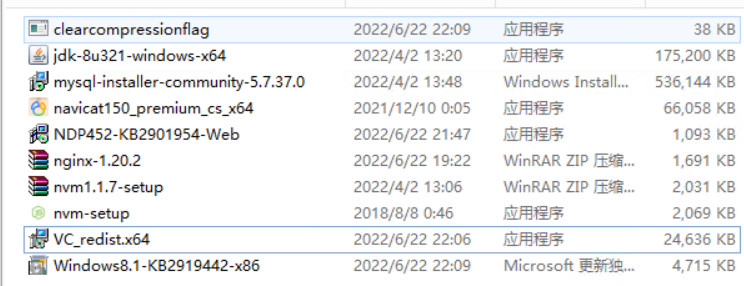 clearcompressionflag 2022/6/22 22:09 应用程序 38 KB
jdk-8u321-windows-x64 2022/4/2 13:20 应用程序 175,200 KB
mysql-installer-community-5.7.37.0 2022/4/2 13:48 Windows Install... 536,144 KB
navicat150_premium_cs_x64 2021/12/10 0:05 应用程序 66,058 KB
NDP452-KB2901954-Web 2022/6/22 21:47 应用程序 1,093 KB
nginx-1.20.2 2022/6/22 19:22 WinRAR ZIP 压缩... 1,691 KB
nvm1.1.7-setup 2022/4/2 13:06 WinRAR ZIP 压缩... 2,031 KB
nvm-setup 2018/8/8 0:46 应用程序 2,069 KB
VC_redist.x64 2022/6/22 22:06 应用程序 24,636 KB
Windows8.1-KB2919442-x86 2022/6/22 22:09 Microsoft 更新独... 4,715 KB